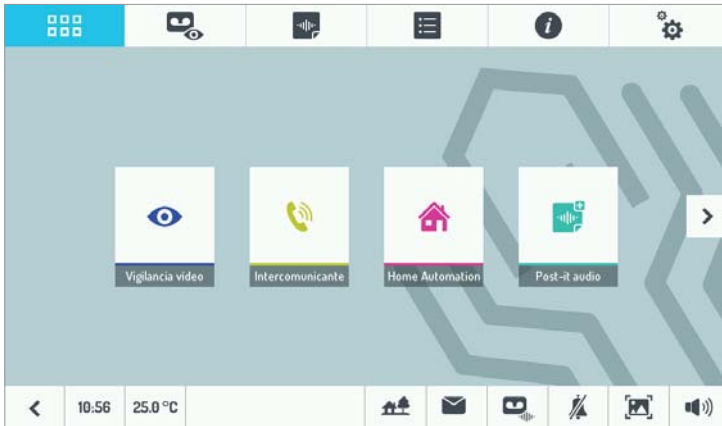 Vigilancia vídeo
Intercomunicante
Home Automation
Post-it audio
10:56
25.0 °C